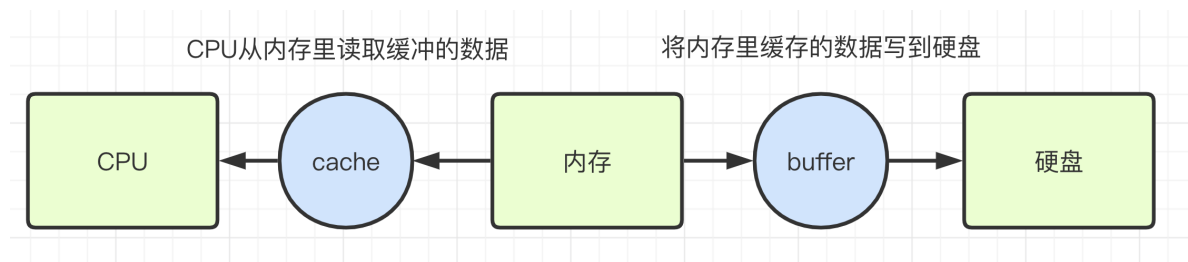 CPU从内存里读取缓冲的数据
将内存里缓存的数据写到硬盘
CPU
cache
内存
buffer
硬盘